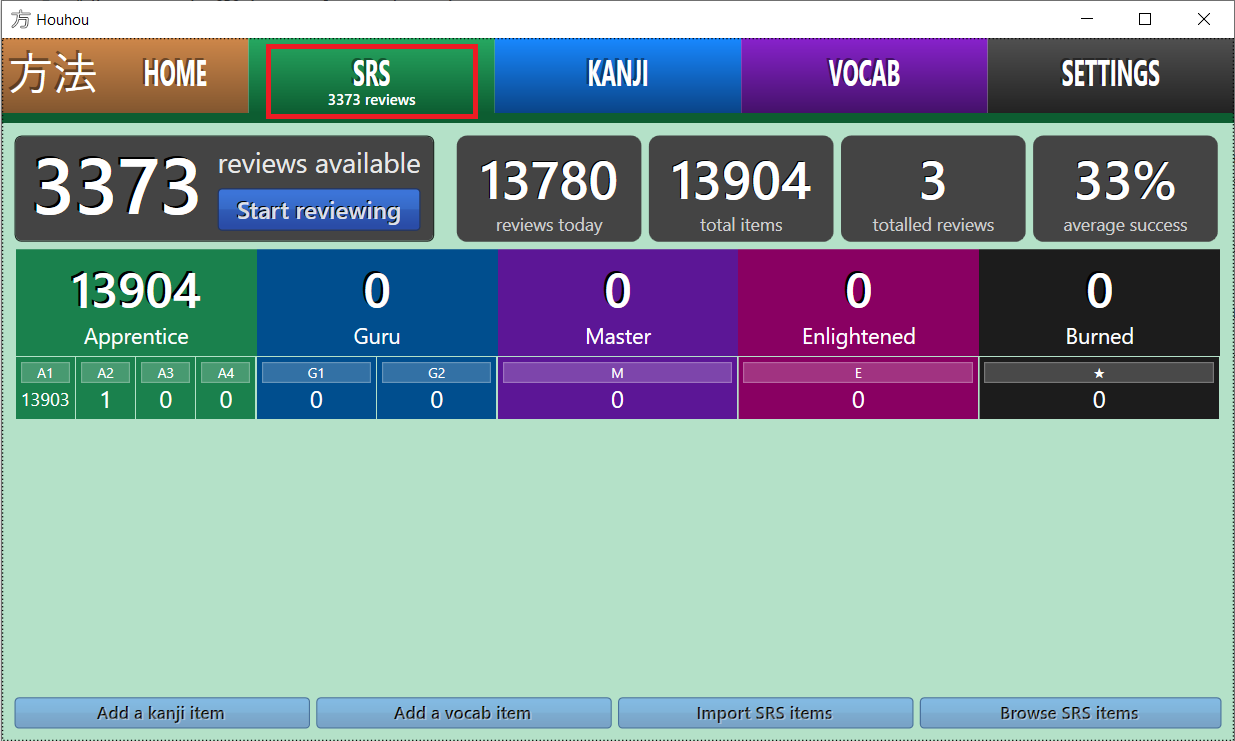 方 Houhou
方法 HOME SRS KANJI VOCAB SETTINGS
3373 reviews
3373 reviews available
Start reviewing
13780 13904 3 33%
reviews today total items totalled reviews average success
13904 0 0 0 0
Apprentice Guru Master Enlightened Burned
A1 A2 A3 A4 G1 G2 M E ★
13903 1 0 0 0 0 0 0 0
Add a kanji item Add a vocab item Import SRS items Browse SRS items